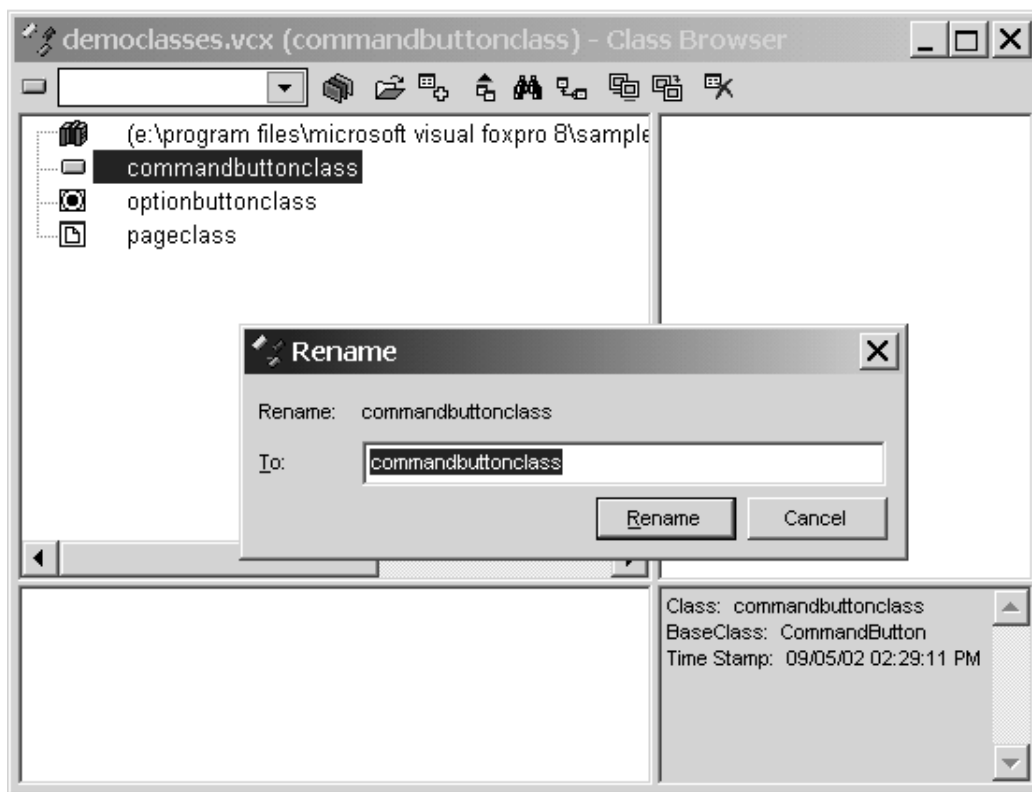 democlasses.vcx (commandbuttonclass) - Class Browser
(e:\program files\microsoft visual foxpro 8\sample
commandbuttonclass
optionbuttonclass
pageclass
Rename
Rename: commandbuttonclass
To: commandbuttonclass
Rename Cancel
Class: commandbuttonclass
BaseClass: CommandButton
Time Stamp: 09/05/02 02:29:11 PM